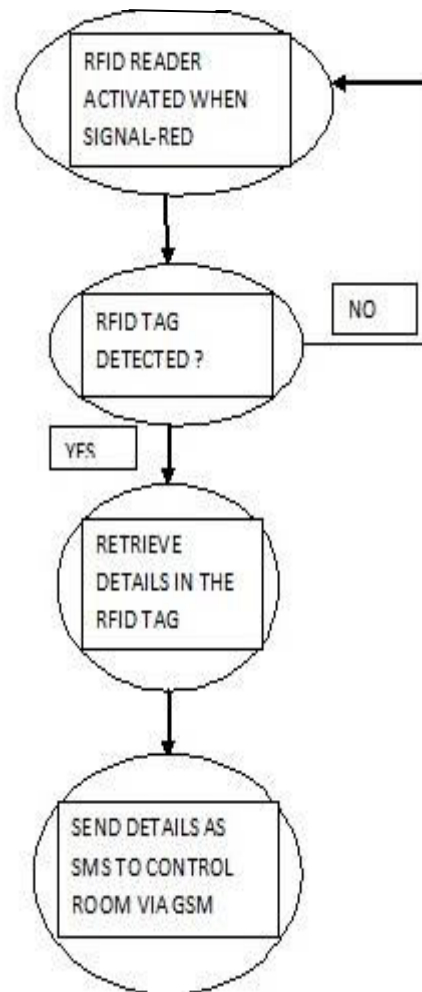 RFID READER
ACTIVATED WHEN
SIGNAL-RED
RFID TAG
DETECTED ?
NO
YES
RETRIEVE
DETAILS IN THE
RFID TAG
SEND DETAILS AS
SMS TO CONTROL
ROOM VIA GSM